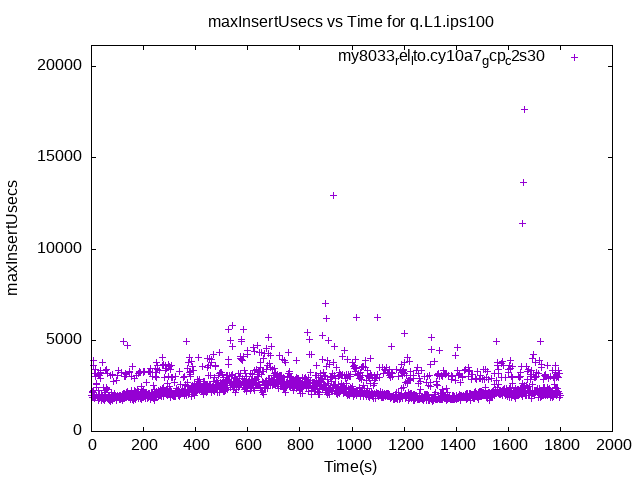 maxInsertUsecs vs Time for q.L1.ips100
my8033relito.cy10a7gcpc2s30
20000
15000
10000
5000
0
maxInsertUsecs
0 200 400 600 800 1000 1200 1400 1600 1800 2000
Time(s)